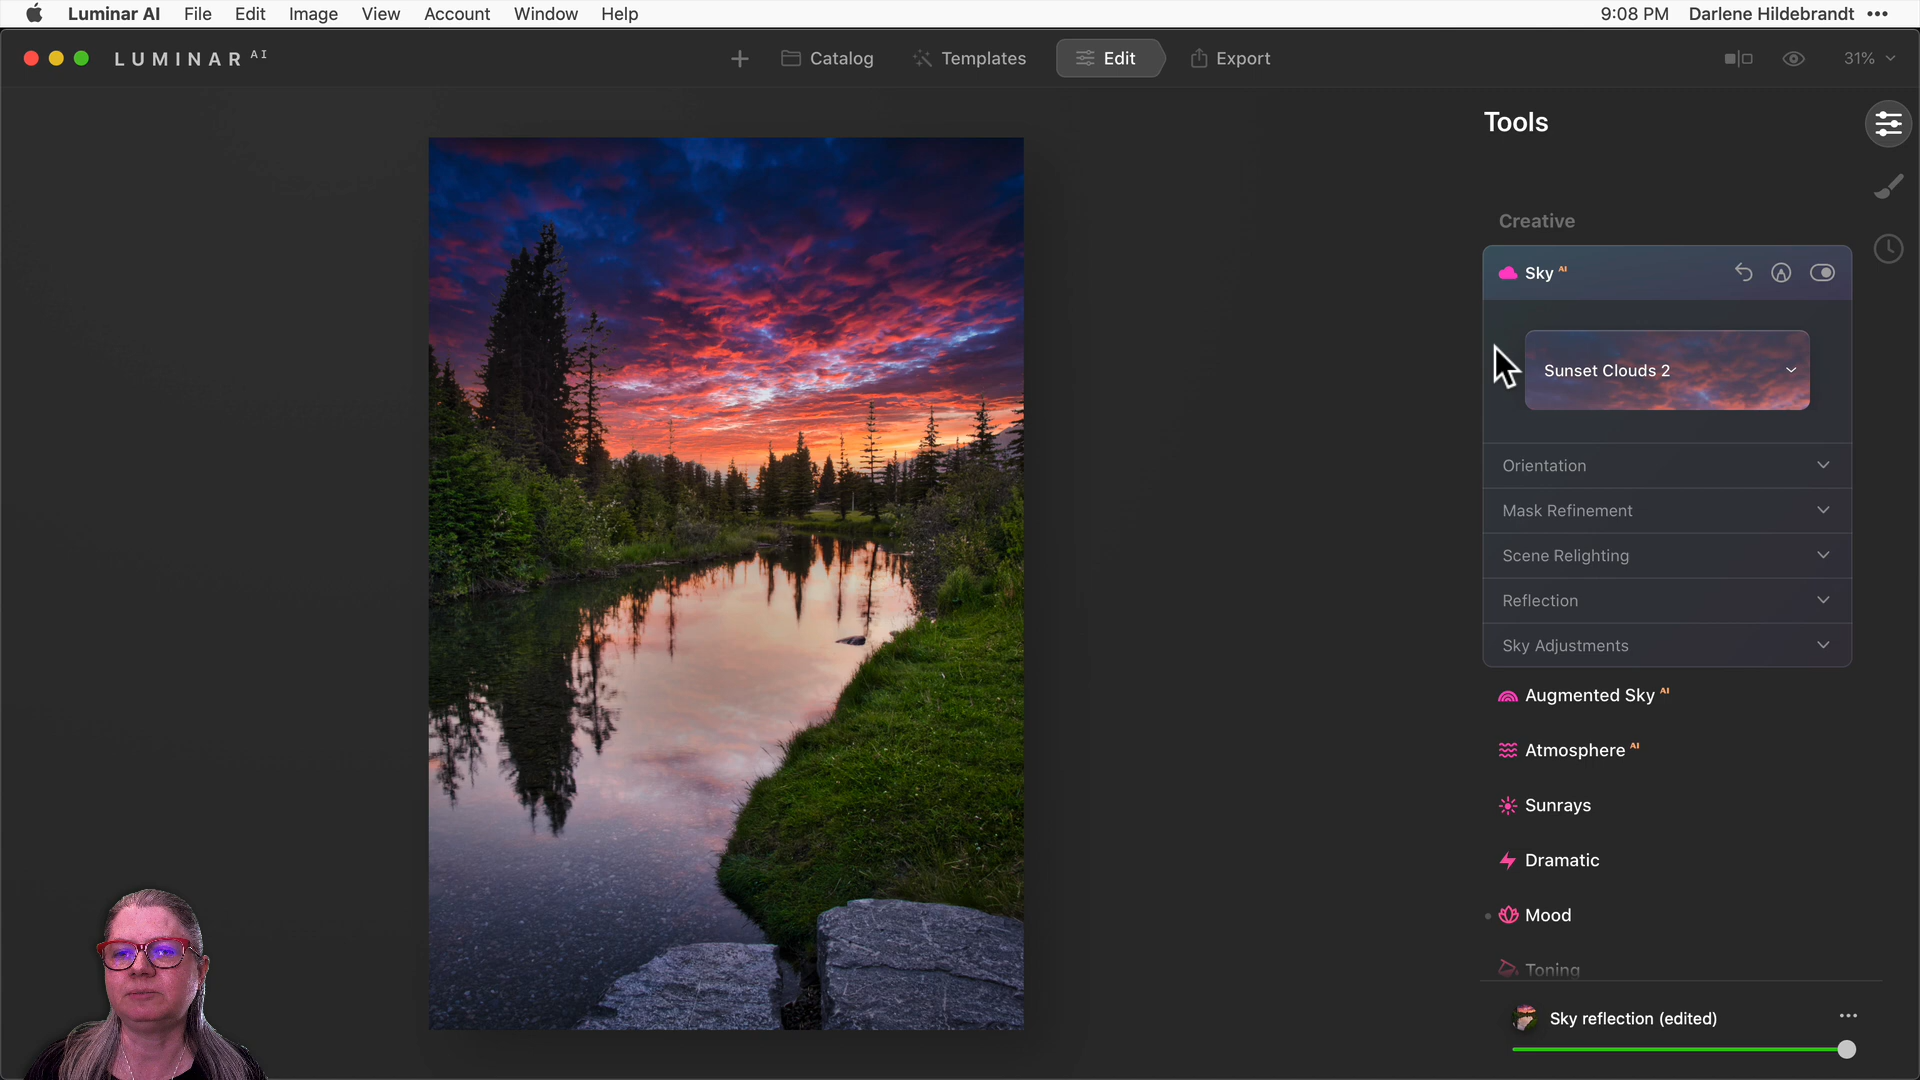 Luminar AI File Edit Image View Account Window Help 9:08 PM Darlene Hildebrandt
LUMINAR AI Catalog Templates Edit Export 31%
Tools
Creative
Sky AI
Sunset Clouds 2
Orientation
Mask Refinement
Scene Relighting
Reflection
Sky Adjustments
Augmented Sky AI
Atmosphere AI
Sunrays
Dramatic
Mood
Toning
Sky reflection (edited)